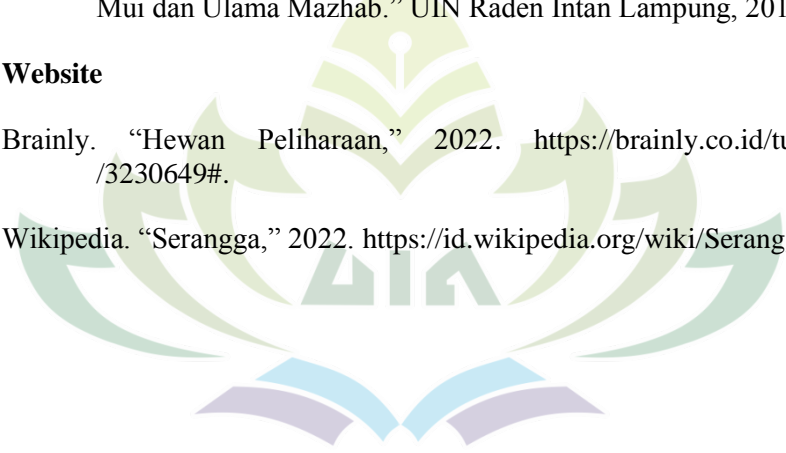 Mui dan Ulama Mazhab.” UIN Raden Intan Lampung, 201
Website
Brainly. “Hewan Peliharaan,” 2022. https://brainly.co.id/tu
/3230649#.
Wikipedia. “Serangga,” 2022. https://id.wikipedia.org/wiki/Serang
UIN